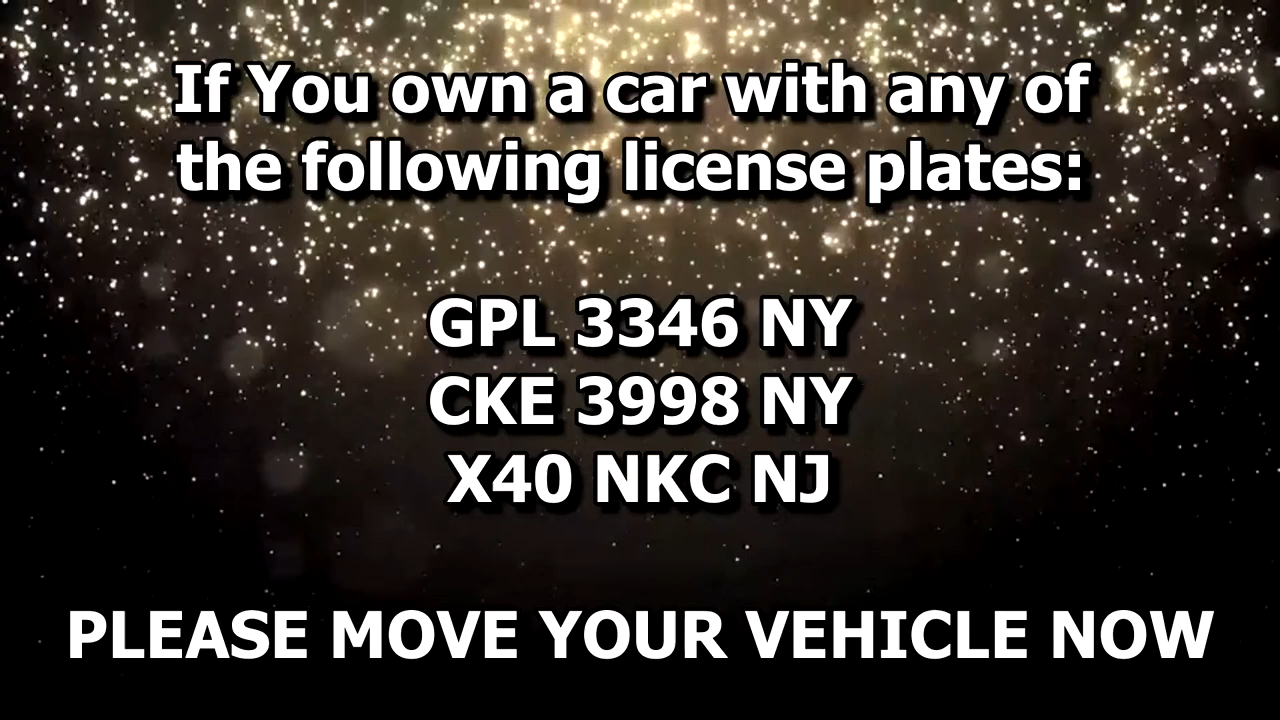 If You own a car with any of
the following license plates:
GPL 3346 NY
CKE 3998 NY
X40 NKC NJ
PLEASE MOVE YOUR VEHICLE NOW